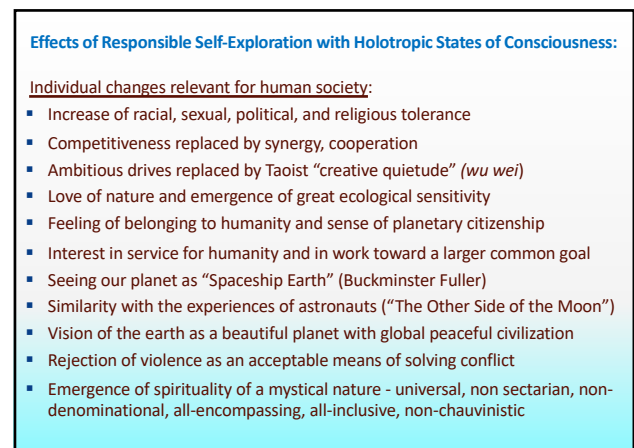 Effects of Responsible Self-Exploration with Holotropic States of Consciousness:
Individual changes relevant for human society:
▪ Increase of racial, sexual, political, and religious tolerance
▪ Competitiveness replaced by synergy, cooperation
▪ Ambitious drives replaced by Taoist “creative quietude” (wu wei)
▪ Love of nature and emergence of great ecological sensitivity
▪ Feeling of belonging to humanity and sense of planetary citizenship
▪ Interest in service for humanity and in work toward a larger common goal
▪ Seeing our planet as “Spaceship Earth” (Buckminster Fuller)
▪ Similarity with the experiences of astronauts (“The Other Side of the Moon”)
▪ Vision of the earth as a beautiful planet with global peaceful civilization
▪ Rejection of violence as an acceptable means of solving conflict
▪ Emergence of spirituality of a mystical nature - universal, non sectarian, non-
denominational, all-encompassing, all-inclusive, non-chauvinistic